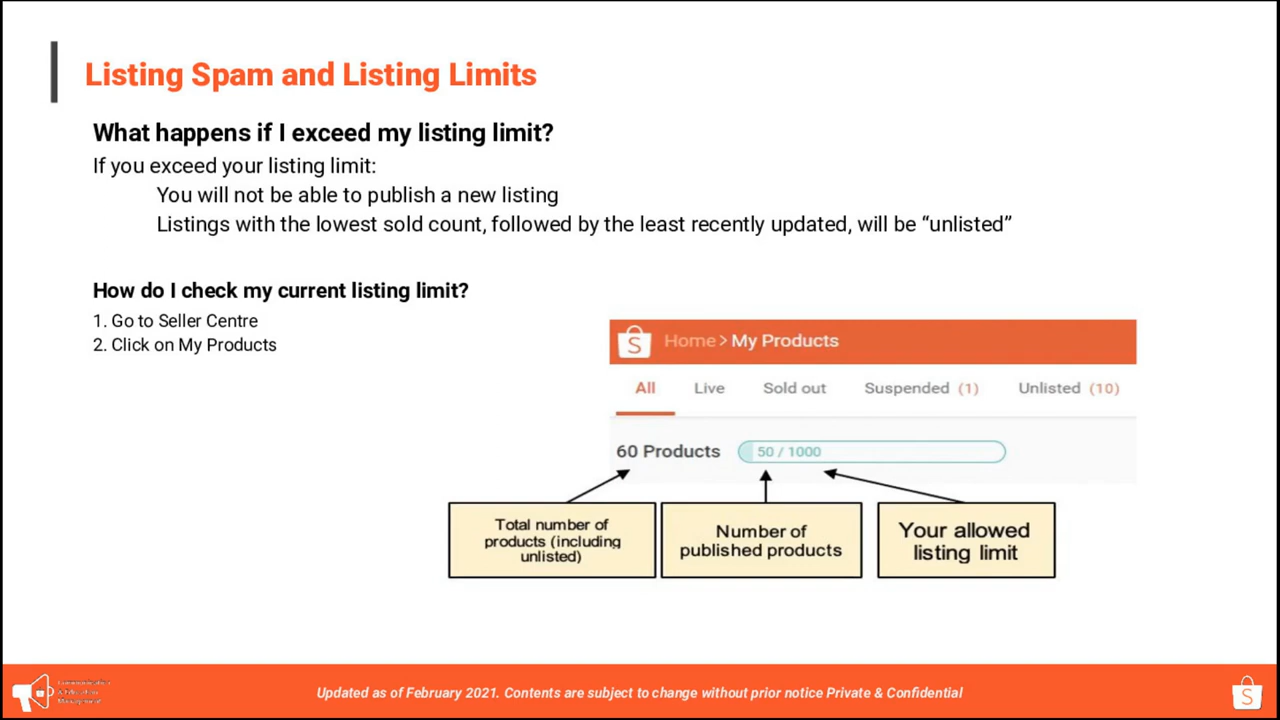 Listing Spam and Listing Limits
What happens if I exceed my listing limit?
If you exceed your listing limit:
You will not be able to publish a new listing
Listings with the lowest sold count, followed by the least recently updated, will be “unlisted”
How do I check my current listing limit?
1. Go to Seller Centre
2. Click on My Products
S Home > My Products
All Live Sold out Suspended (1) Unlisted (10)
60 Products 50 / 1000
Total number of
products (including
unlisted)
Number of
published products
Your allowed
listing limit
Management
Updated as of February 2021. Contents are subject to change without prior notice Private & Confidential
S